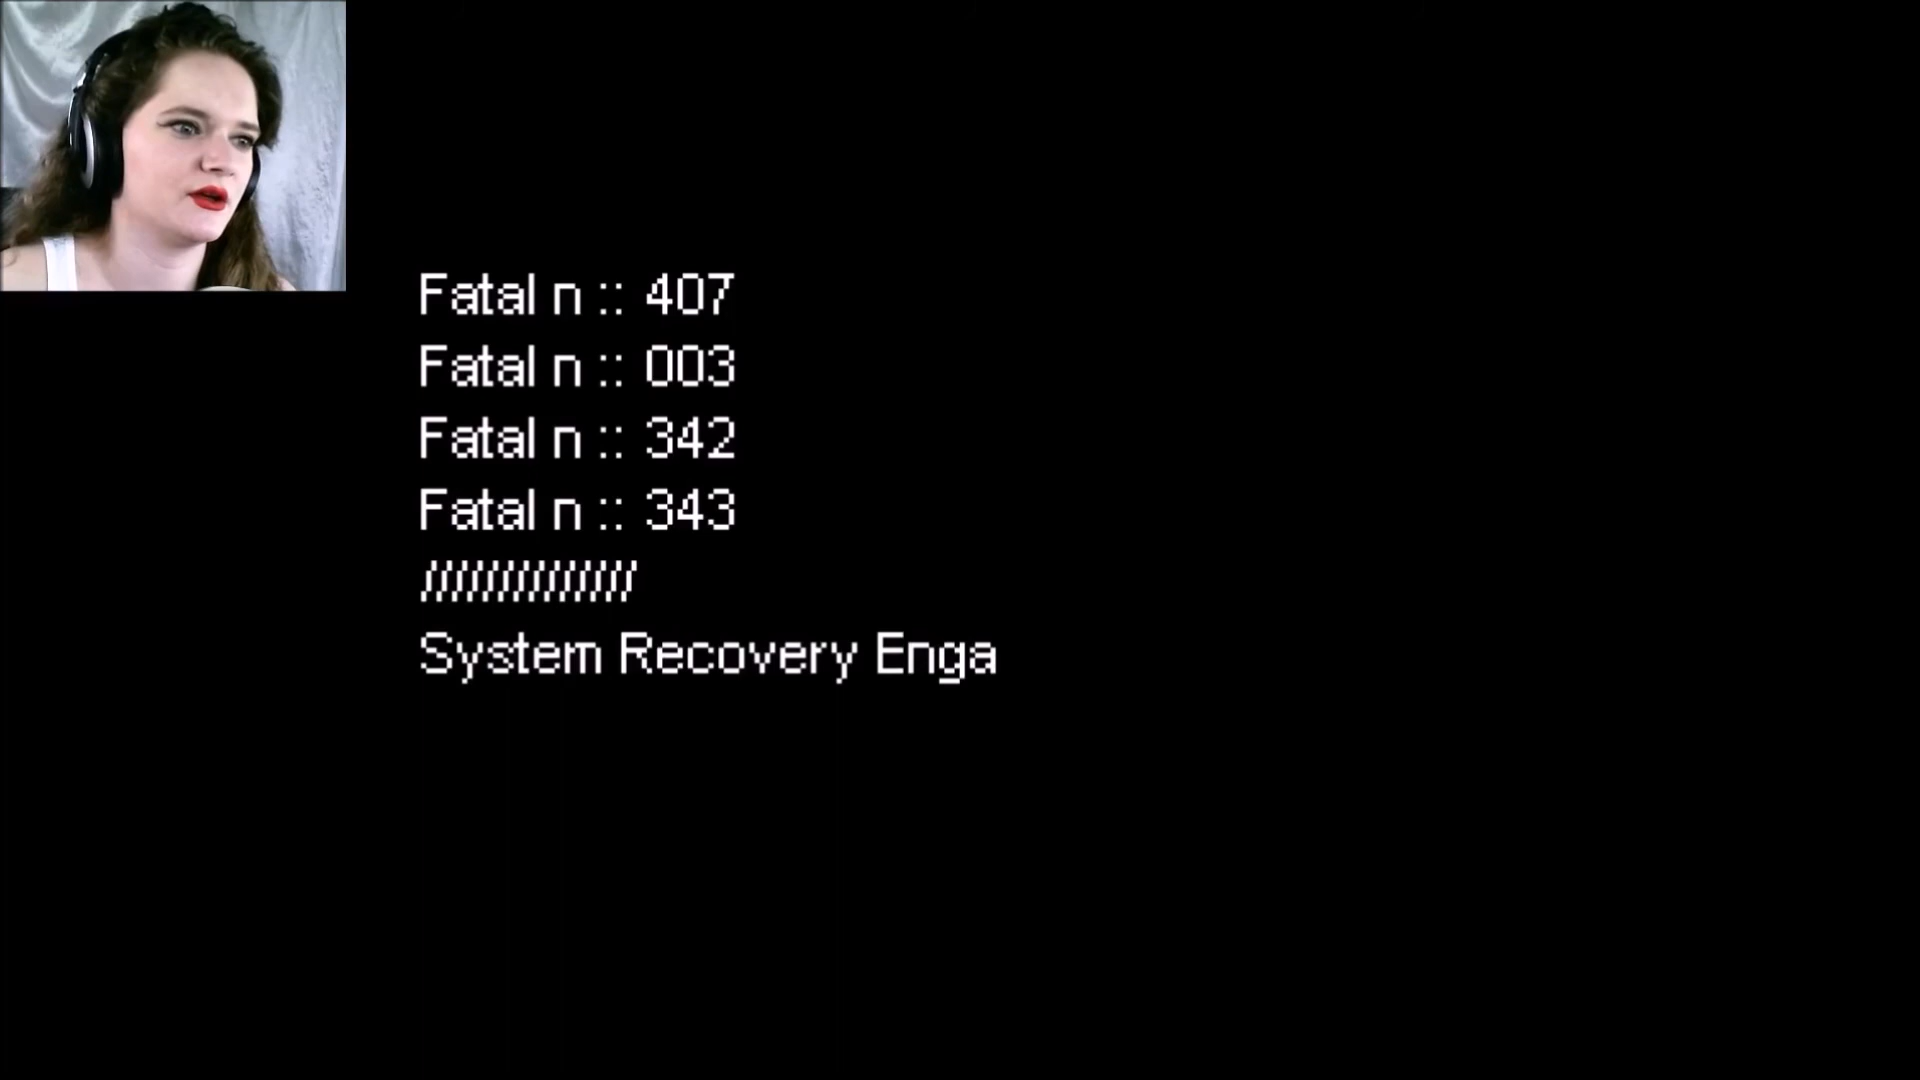 Fatal n :: 407
Fatal n :: 003
Fatal n :: 342
Fatal n :: 343
//////////////
System Recovery Enga